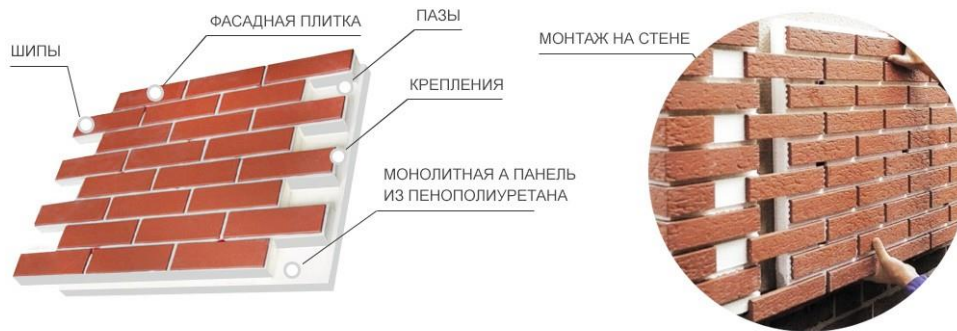 ФАСАДНАЯ ПЛИТКА
ПАЗЫ
ШИПЫ
МОНТАЖ НА СТЕНЕ
КРЕПЛЕНИЯ
МОНОЛИТНАЯ А ПАНЕЛЬ
ИЗ ПЕНОПОЛИУРЕТАНА